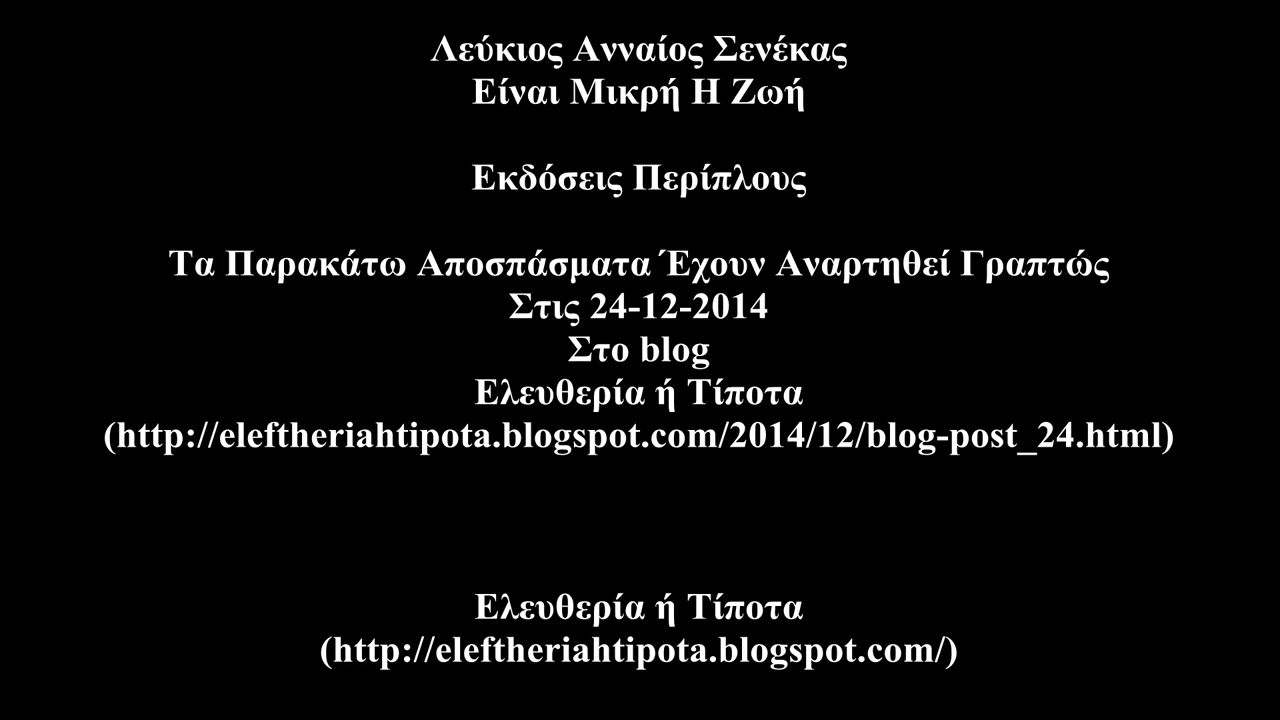 Λεύκιος Ανναίος Σενέκας
Είναι Μικρή Η Ζωή
Εκδόσεις Περίπλους
Τα Παρακάτω Αποσπάσματα Έχουν Αναρτηθεί Γραπτώς
Στις 24-12-2014
Στο blog
Ελευθερία ή Τίποτα
(http://eleftheriahtipota.blogspot.com/2014/12/blog-post_24.html)
Ελευθερία ή Τίποτα
(http://eleftheriahtipota.blogspot.com/)